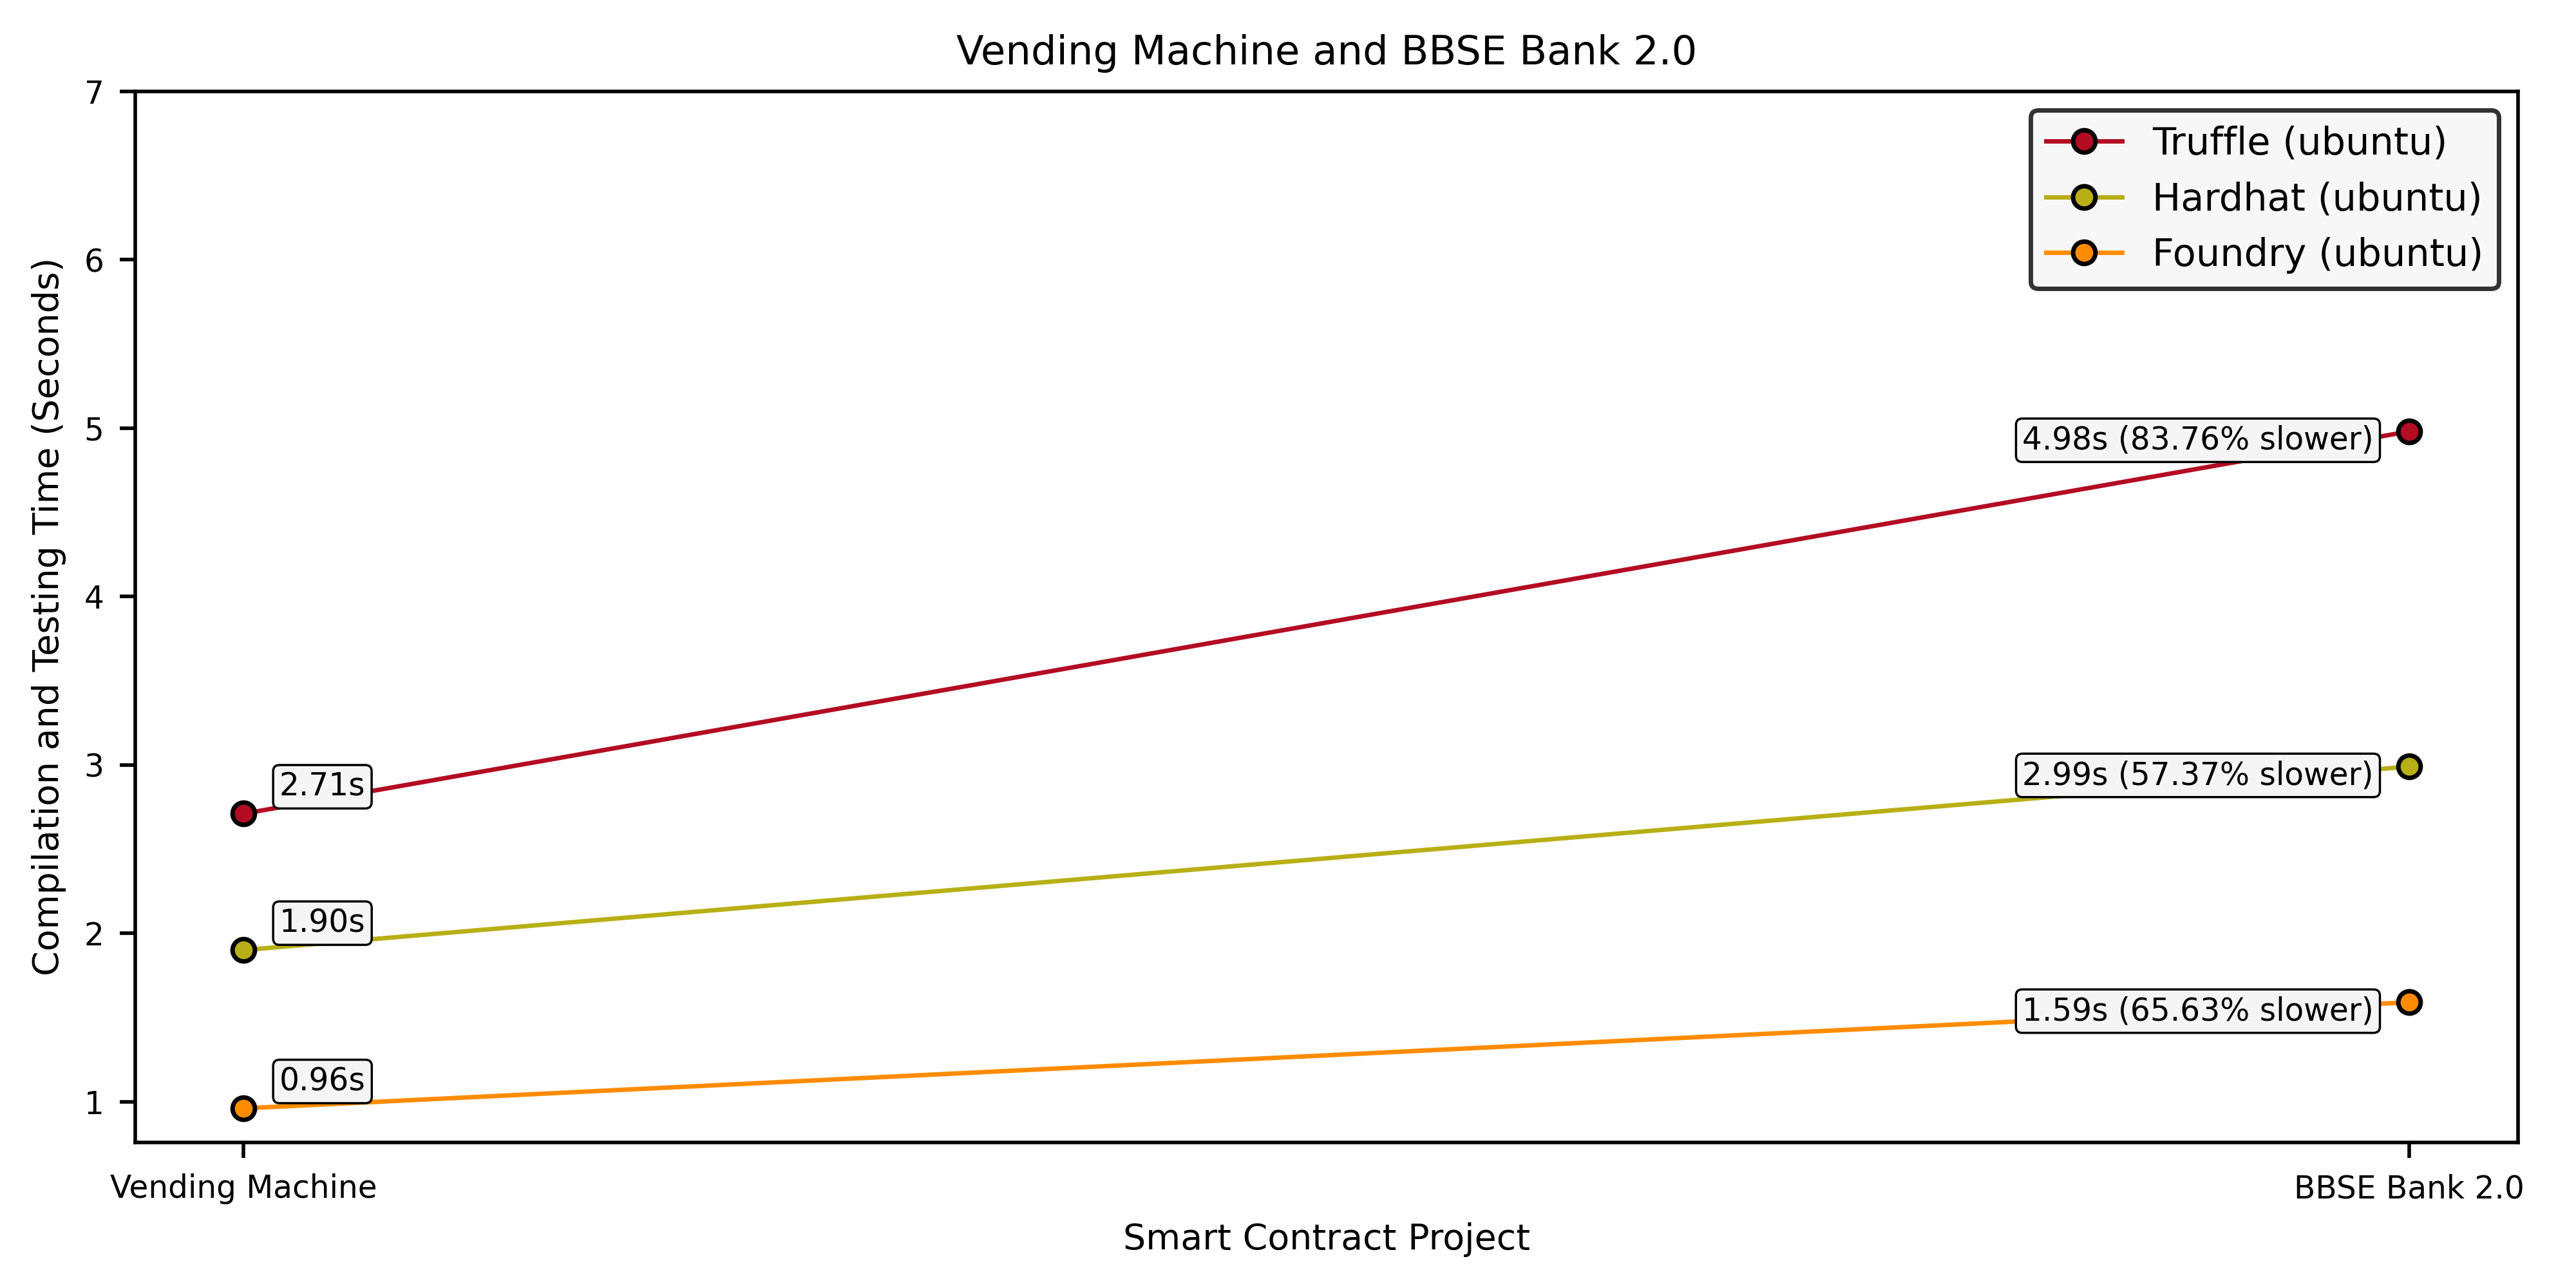 Vending Machine and BBSE Bank 2.0
7
6
5
4
3
2
1
Compilation and Testing Time (Seconds)
Truffle (ubuntu)
Hardhat (ubuntu)
Foundry (ubuntu)
4.98s (83.76% slower)
2.71s
2.99s (57.37% slower)
1.90s
1.59s (65.63% slower)
0.96s
Vending Machine
BBSE Bank 2.0
Smart Contract Project